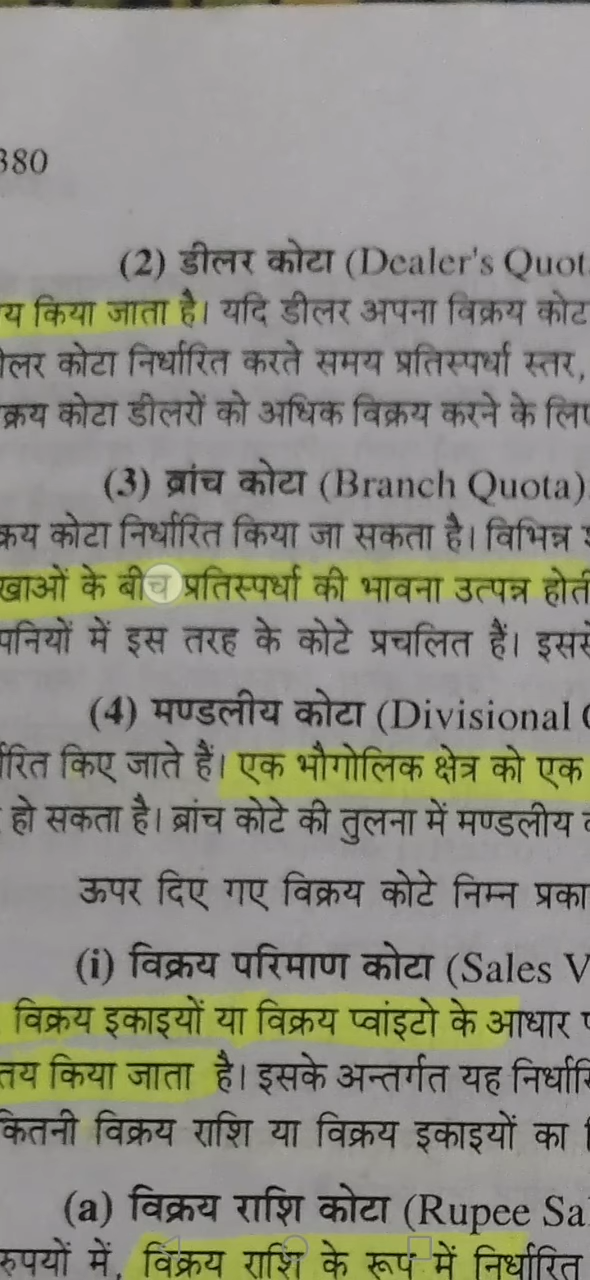 380
(2) डीलर कोटा (Dealer's Quot
य किया जाता है। यदि डीलर अपना विक्रय कोट
लर कोटा निर्धारित करते समय प्रतिस्पर्धा स्तर,
क्रय कोटा डीलरों को अधिक विक्रय करने के लिए
(3) ब्रांच कोटा (Branch Quota)
क्रय कोटा निर्धारित किया जा सकता है। विभिन्न
खाओं के बीच प्रतिस्पर्धा की भावना उत्पन्न होती
पनियों में इस तरह के कोटे प्रचलित हैं। इससे
(4) मण्डलीय कोटा (Divisional
रित किए जाते हैं। एक भौगोलिक क्षेत्र को एक
हो सकता है। ब्रांच कोटे की तुलना में मण्डलीय
ऊपर दिए गए विक्रय कोटे निम्न प्रका
(i) विक्रय परिमाण कोटा (Sales V
विक्रय इकाइयों या विक्रय प्वांइटो के आधार
तय किया जाता है। इसके अन्तर्गत यह निर्धारि
कितनी विक्रय राशि या विक्रय इकाइयों का
(a) विक्रय राशि कोटा (Rupee Sa
रुपयों में, विक्रय राशि के रूप में निर्धारित